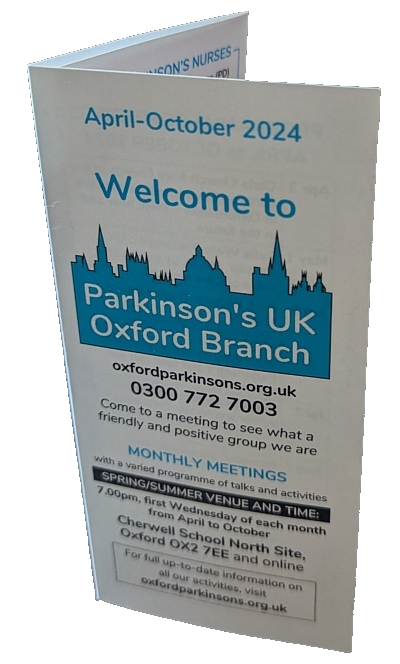 NSON'S NURSES
April-October 2024
Welcome to
Parkinson's UK
Oxford Branch
oxfordparkinsons.org.uk
0300 772 7003
Come to a meeting to see what a
friendly and positive group we are
MONTHLY MEETINGS
with a varied programme of talks and activities
SPRING/SUMMER VENUE AND TIME:
7.00pm, first Wednesday of each month
from April to October
Cherwell School North Site,
Oxford OX2 7EE and online
For full up-to-date information on
all our activities, visit
oxfordparkinsons.org.uk